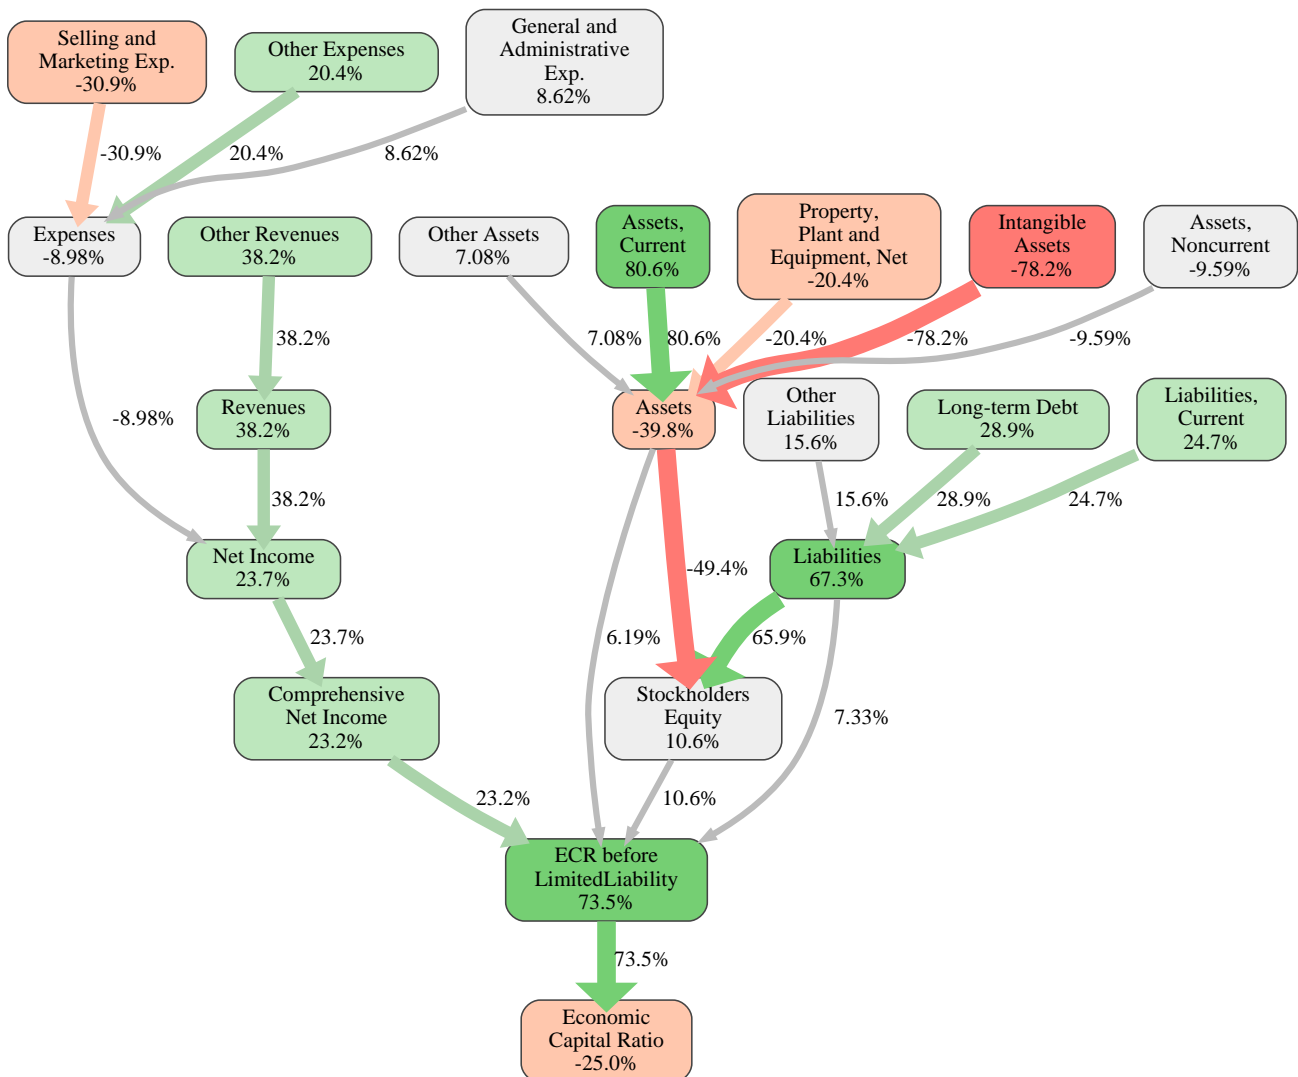 Selling and
Marketing Exp.
-30.9%
Other Expenses
20.4%
General and
Administrative
Exp.
8.62%
-30.9%
20.4%
8.62%
Expenses
-8.98%
Other Revenues
38.2%
Other Assets
7.08%
Assets,
Current
80.6%
Property,
Plant and
Equipment, Net
-20.4%
Intangible
Assets
-78.2%
Assets,
Noncurrent
-9.59%
38.2%
7.08%
80.6%
-20.4%
-78.2%
-9.59%
-8.98%
Revenues
38.2%
Assets
-39.8%
Other
Liabilities
15.6%
Long-term Debt
28.9%
Liabilities,
Current
24.7%
38.2%
15.6%
28.9%
24.7%
Net Income
23.7%
-49.4%
Liabilities
67.3%
23.7%
6.19%
65.9%
Comprehensive
Net Income
23.2%
Stockholders
Equity
10.6%
7.33%
23.2%
10.6%
ECR before
LimitedLiability
73.5%
73.5%
Economic
Capital Ratio
-25.0%